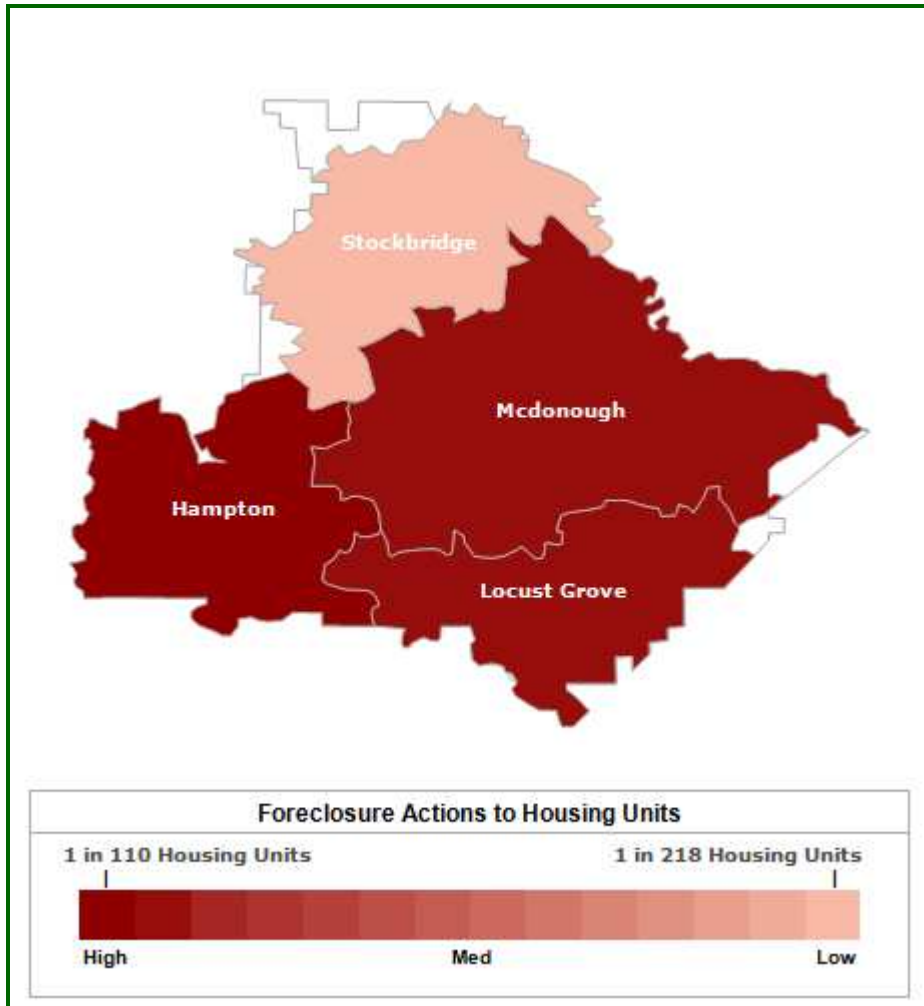 Stockbridge
Mcdonough
Hampton
Locust Grove
Foreclosure Actions to Housing Units
1 in 110 Housing Units 1 in 218 Housing Units
High Med Low